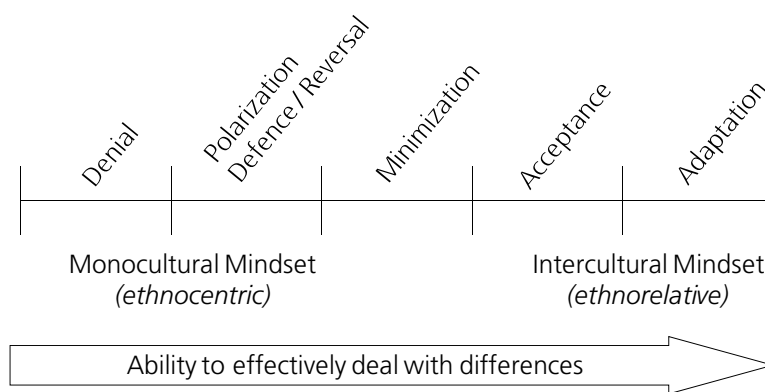 Denial
Polarization
Defence / Reversal
Minimization
Acceptance
Adaptation
Monocultural Mindset
(ethnocentric)
Intercultural Mindset
(ethnorelative)
Ability to effectively deal with differences